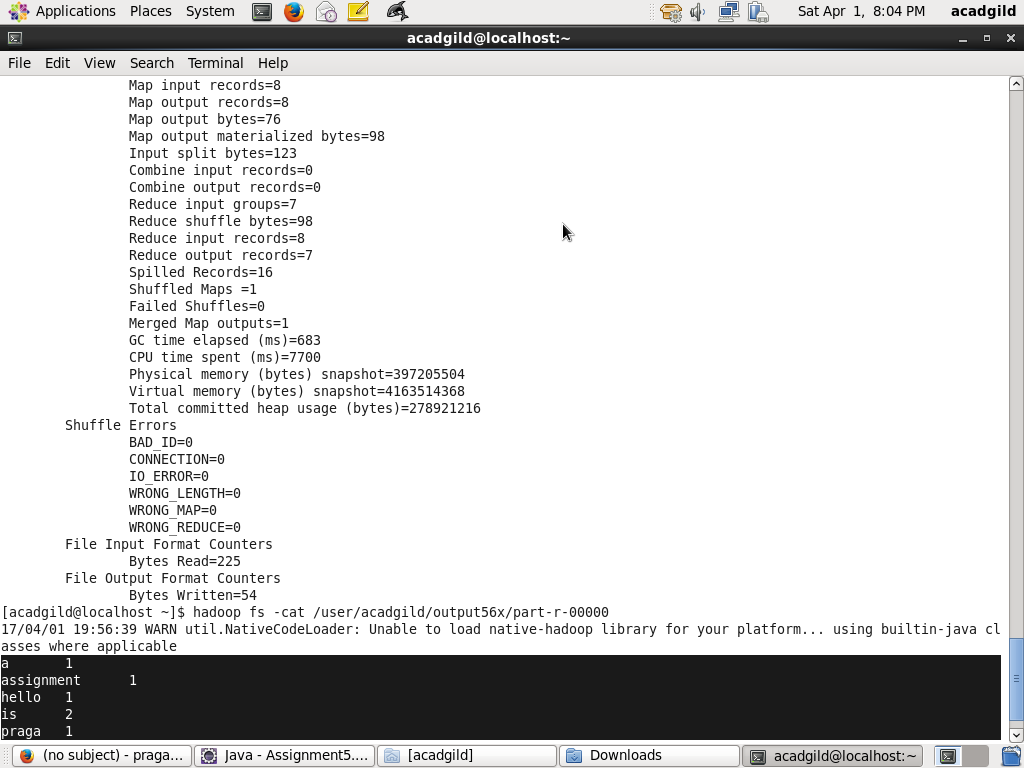 Applications Places System Sat Apr 1, 8:04 PM acadgild
acadgild@localhost:~
File Edit View Search Terminal Help
Map input records=8
Map output records=8
Map output bytes=76
Map output materialized bytes=98
Input split bytes=123
Combine input records=0
Combine output records=0
Reduce input groups=7
Reduce shuffle bytes=98
Reduce input records=8
Reduce output records=7
Spilled Records=16
Shuffled Maps =1
Failed Shuffles=0
Merged Map outputs=1
GC time elapsed (ms)=683
CPU time spent (ms)=7700
Physical memory (bytes) snapshot=397205504
Virtual memory (bytes) snapshot=4163514368
Total committed heap usage (bytes)=278921216
Shuffle Errors
BAD_ID=0
CONNECTION=0
IO_ERROR=0
WRONG_LENGTH=0
WRONG_MAP=0
WRONG_REDUCE=0
File Input Format Counters
Bytes Read=225
File Output Format Counters
Bytes Written=54
[acadgild@localhost ~]$ hadoop fs -cat /user/acadgild/output56x/part-r-00000
17/04/01 19:56:39 WARN util.NativeCodeLoader: Unable to load native-hadoop library for your platform... using builtin-java cl
asses where applicable
a 1
assignment 1
hello 1
is 2
praga 1
(no subject) - praga... Java - Assignment5.... [acadgild] Downloads acadgild@localhost:~